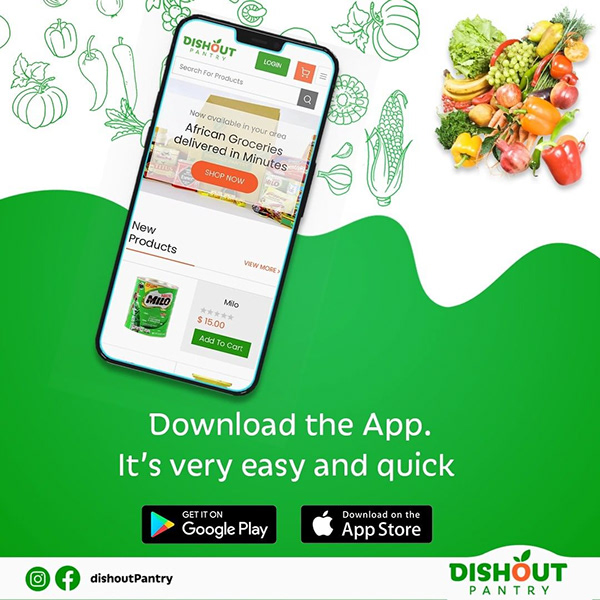 DISHOUT
PANTRY
LOGIN
Search For Products
Now available in your area
African Groceries
delivered in Minutes
SHOP NOW
New
Products
VIEW MORE >
MILO
Milo
$ 15.00
Add To Cart
Download the App.
It's very easy and quick
GET IT ON
Google Play
Download on the
App Store
dishoutPantry
DISHOUT
PANTRY